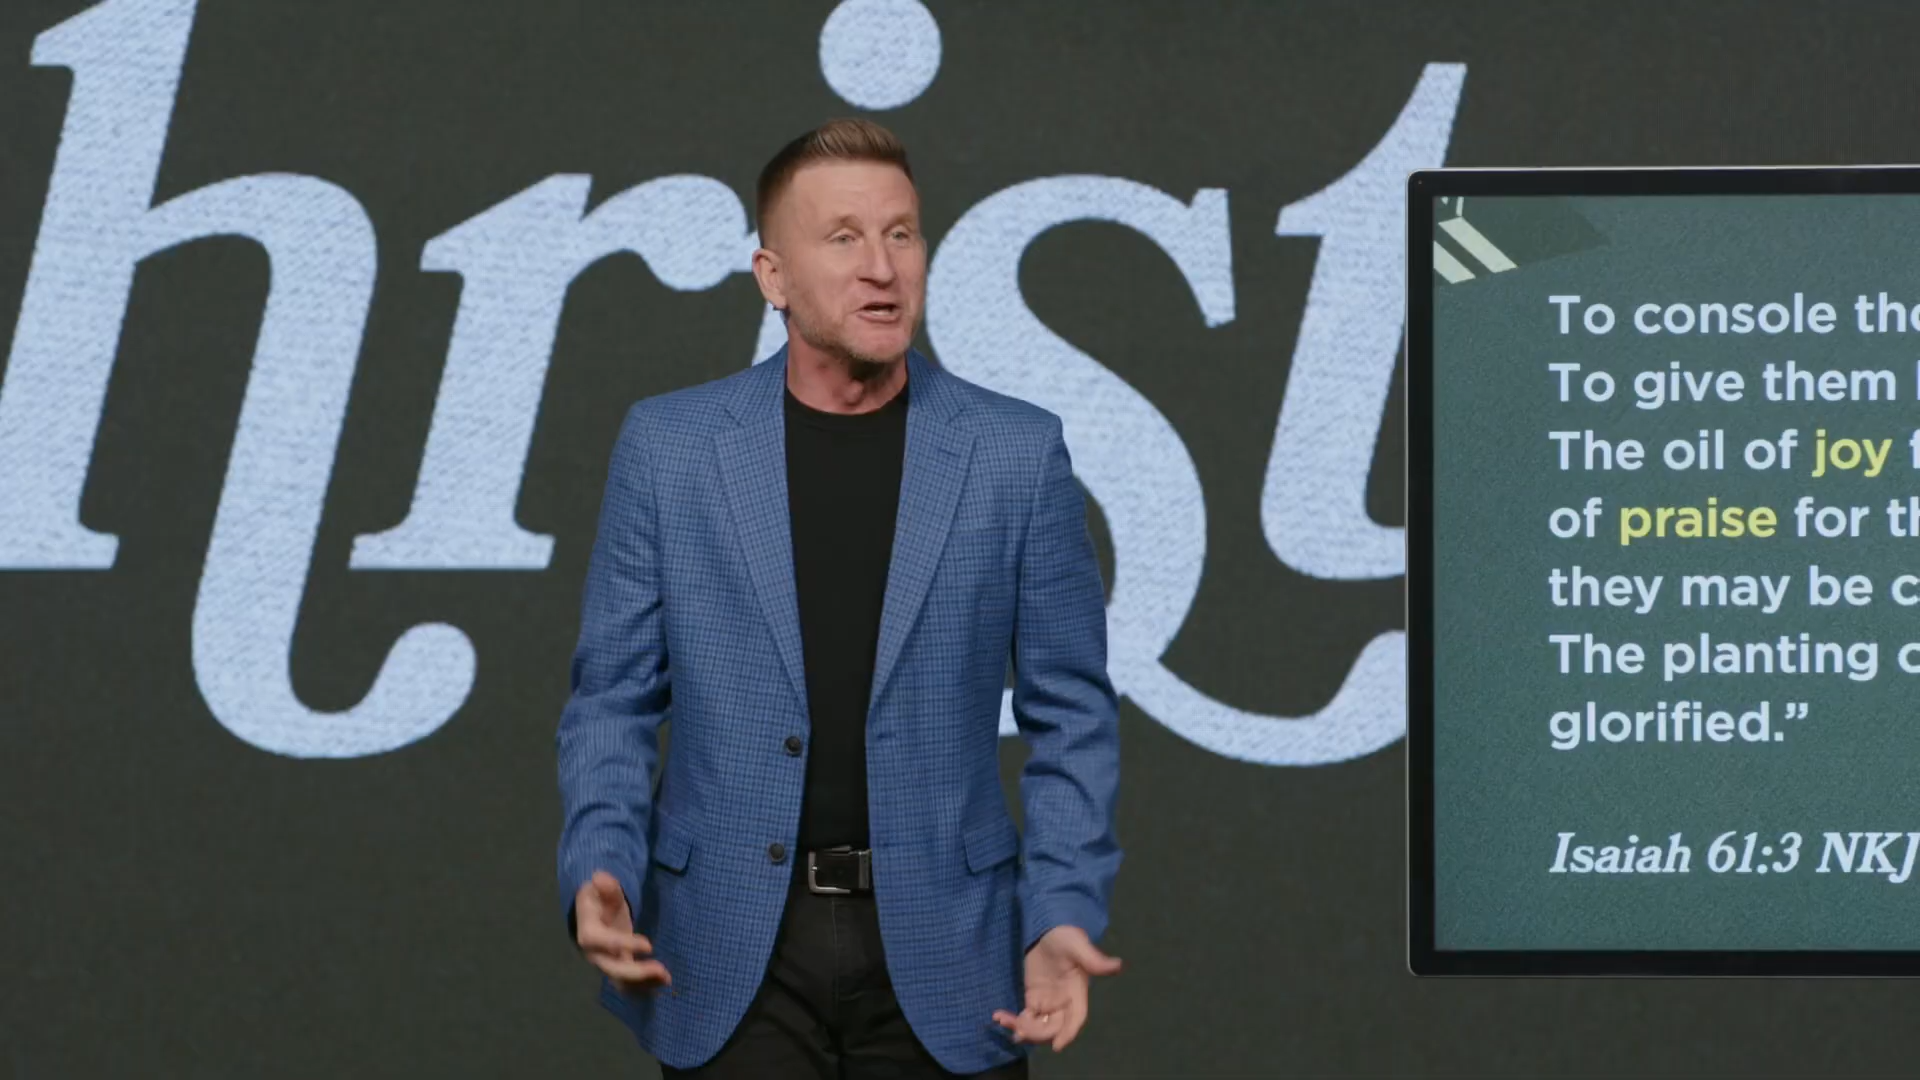 hrist
To console tho
To give them
The oil of joy f
of praise for th
they may be c
The planting o
glorified.”
Isaiah 61:3 NKJ